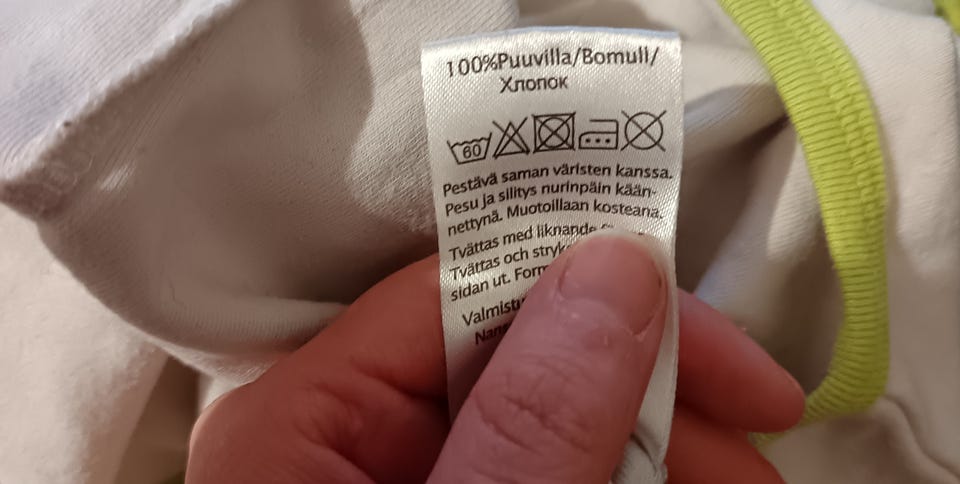 100%Puuvilla/Bomull/
Хлопок
60
Pestävä saman väristen kanssa.
Pesu ja silitys nurinpäin kään-
nettynä. Muotoillaan kosteana.
Tvättas med liknande
Tvättas och stryk
sidan ut. Form
Valmistu
Nan